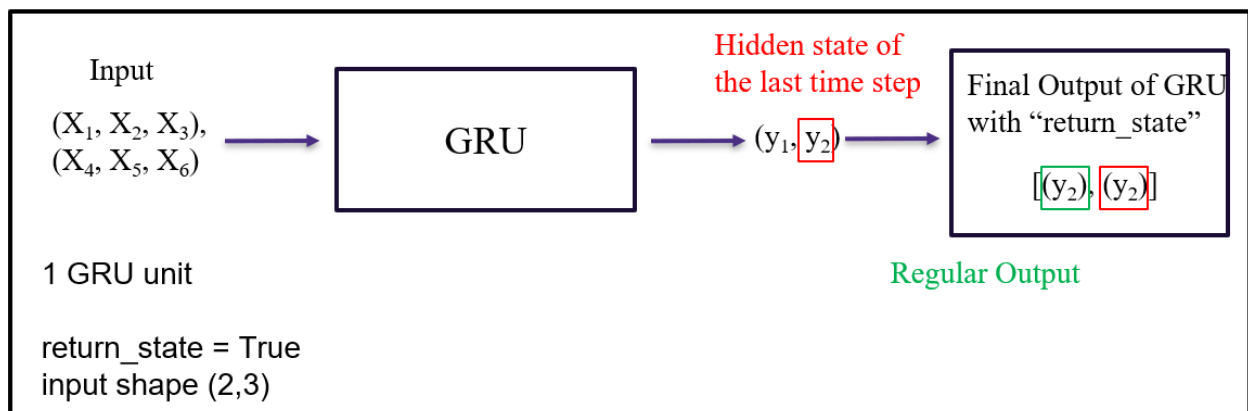 Input
(X₁, X₂, X₃),
(X₄, X₅, X₆)
GRU
Hidden state of
the last time step
(y₁, y₂)
Final Output of GRU
with “return_state”
[(y₂), (y₂)]
Regular Output
1 GRU unit
return_state = True
input shape (2,3)